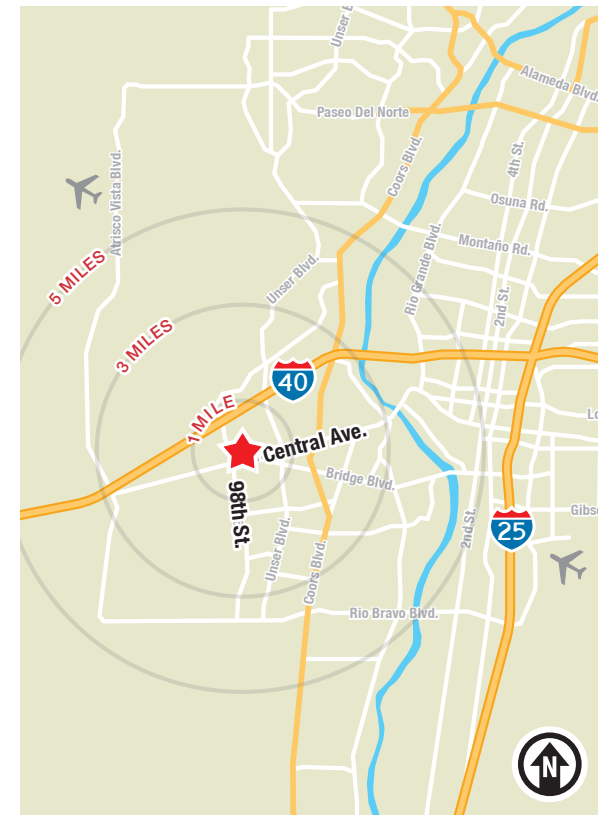 Unser B
Alameda Blvd.
Paseo Del Norte
4th St.
Coors Blvd.
Atrisco Vista Blvd.
Osuna Rd.
Montaño Rd.
Rio Grande Blvd.
5 MILES
Unser Blvd.
2nd St.
3 MILES
40
1 MILE
Lo
Central Ave.
Bridge Blvd.
98th St.
2nd St.
Gibs
25
Unser Blvd.
Coors Blvd.
Rio Bravo Blvd.
N